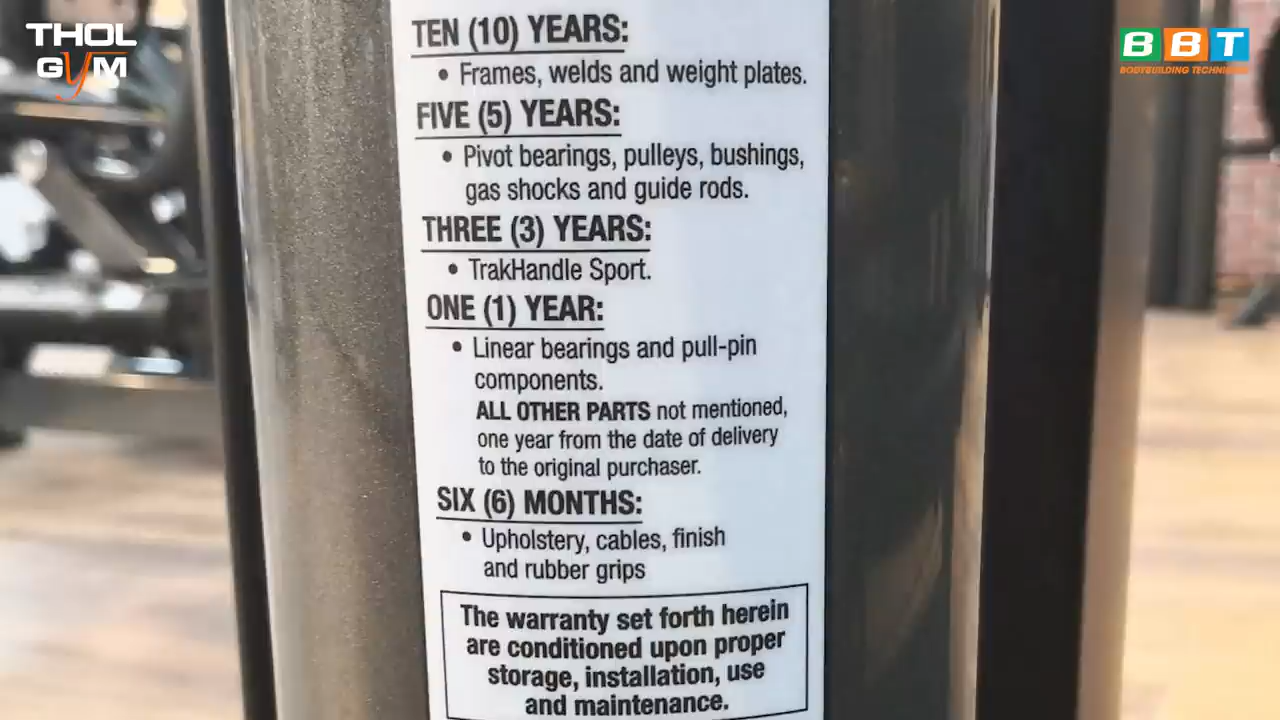 THOL
GYM
BBT
BODYBUILDING
TEN (10) YEARS:
• Frames, welds and weight plates.
FIVE (5) YEARS:
• Pivot bearings, pulleys, bushings,
gas shocks and guide rods.
THREE (3) YEARS:
• TrakHandle Sport.
ONE (1) YEAR:
• Linear bearings and pull-pin
components.
ALL OTHER PARTS not mentioned,
one year from the date of delivery
to the original purchaser.
SIX (6) MONTHS:
• Upholstery, cables, finish
and rubber grips
The warranty set forth herein
are conditioned upon proper
storage, installation, use
and maintenance.